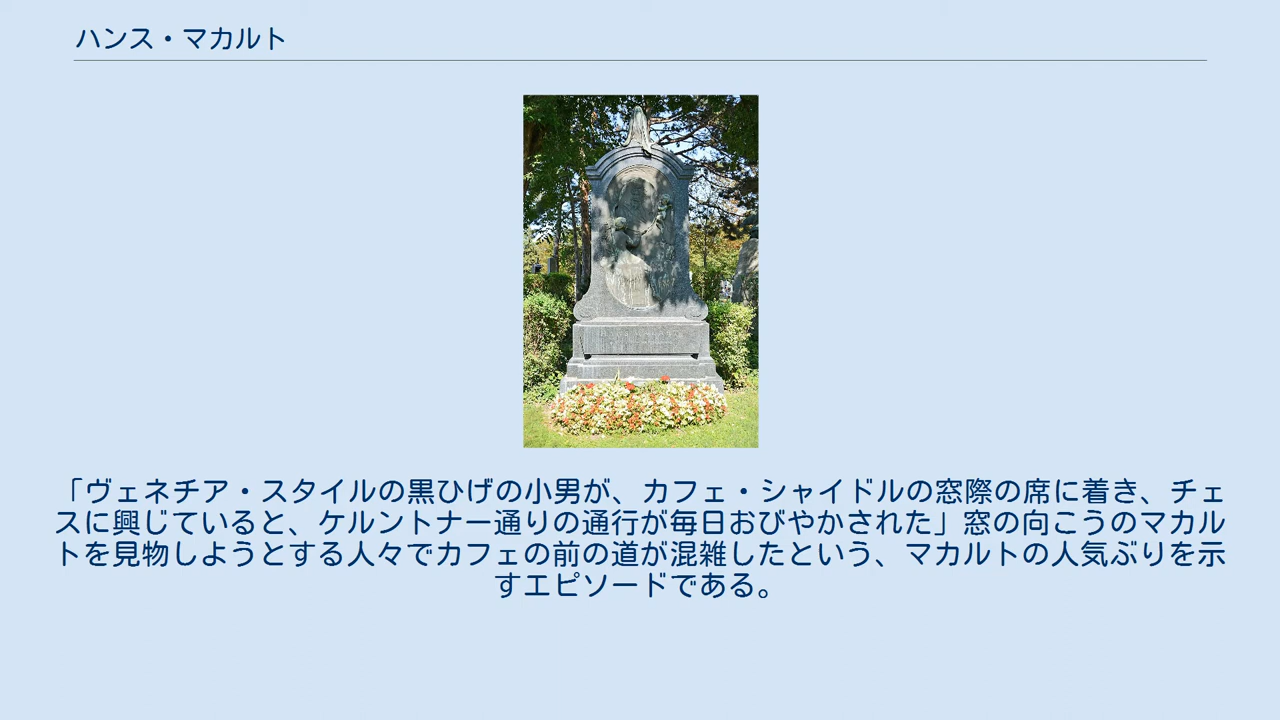 ハンス・マカルト
「ヴェネチア・スタイルの黒ひげの小男が、カフェ・シャイドルの窓際の席に着き、チェ
スに興じていると、ケルントナー通りの通行が毎日おびやかされた」窓の向こうのマカル
トを見物しようとする人々でカフェの前の道が混雑したという、マカルトの人気ぶりを示
すエピソードである。